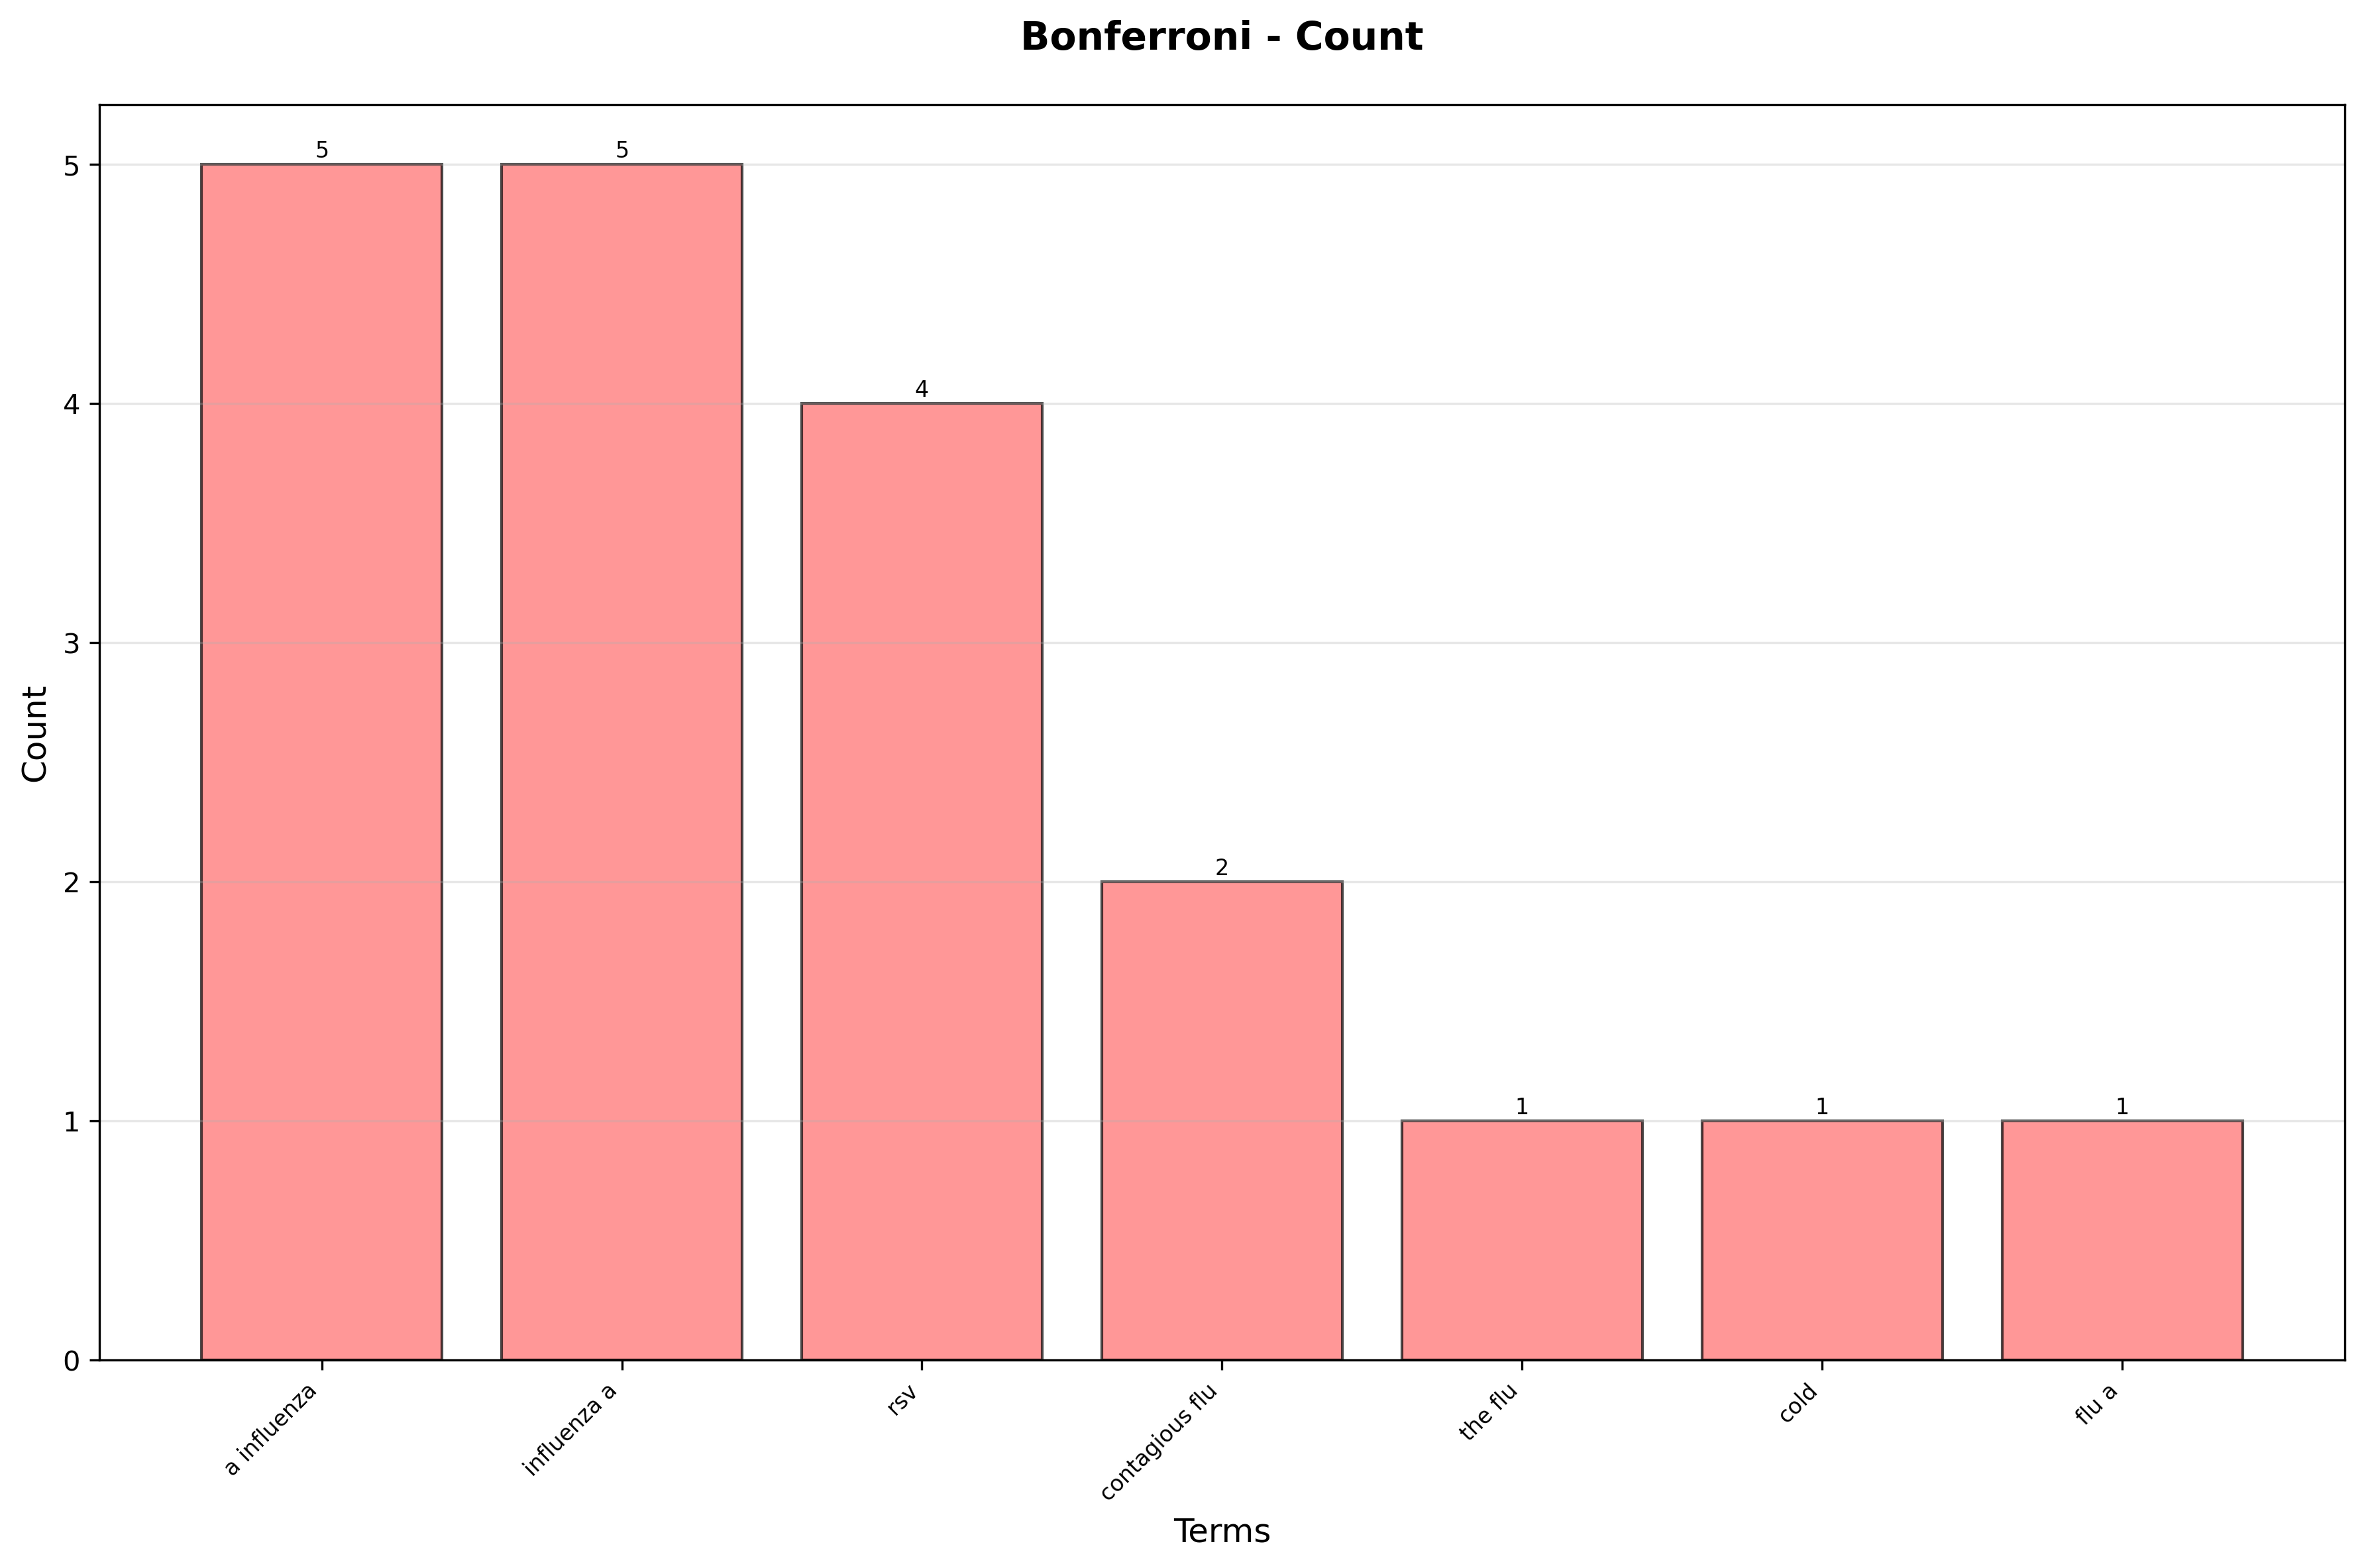 Bonferroni - Count
Count
5
4
3
2
1
0
5
5
4
2
1
1
1
a influenza
influenza a
rsv
contagious flu
the flu
cold
flu a
Terms